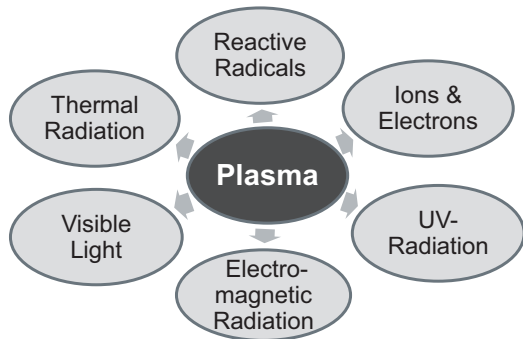 Reactive
Radicals
Thermal
Radiation
Ions &
Electrons
Plasma
Visible
Light
UV-
Radiation
Electro-
magnetic
Radiation